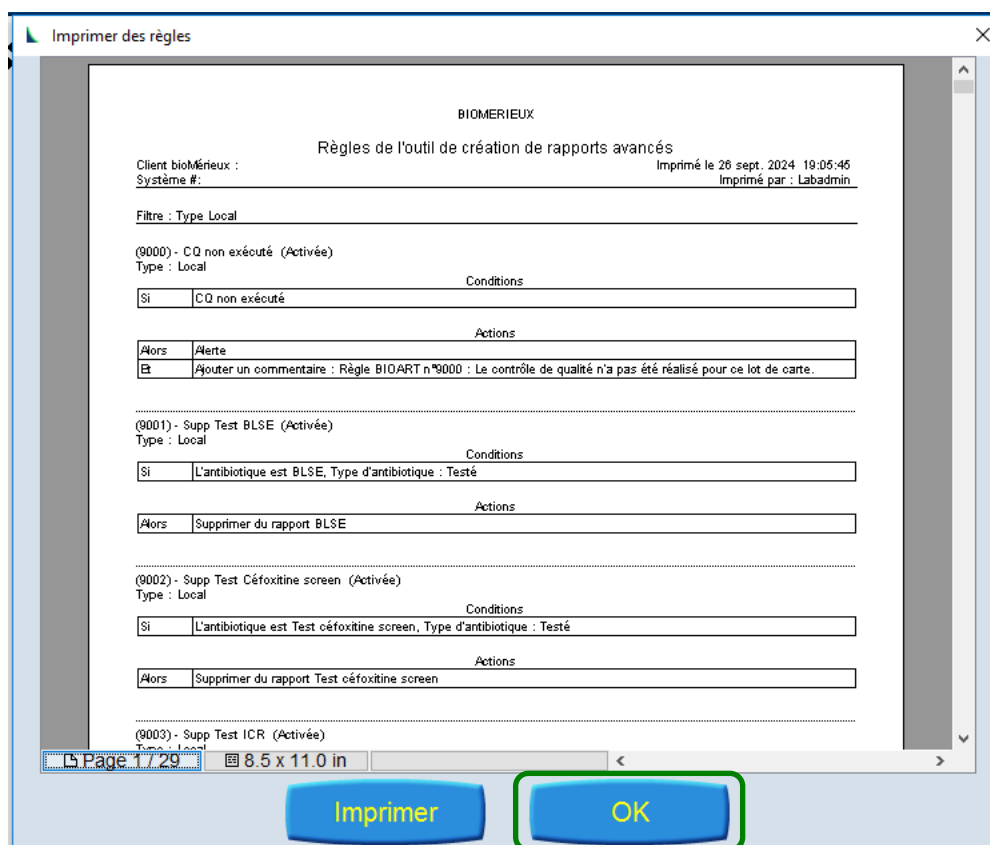 Imprimer des règles
BIOMERIEUX
Règles de l'outil de création de rapports avancés
Client bioMérieux :
Imprimé le 26 sept. 2024 19:05:45
Système #:
Imprimé par : Labadmin
Filtre : Type Local
(9000) - CQ non exécuté (Activée)
Type : Local
Conditions
Si CQ non exécuté
Actions
Alors Alerte
Et Ajouter un commentaire : Règle BIOART n°9000 : Le contrôle de qualité n'a pas été réalisé pour ce lot de carte.
(9001) - Supp Test BLSE (Activée)
Type : Local
Conditions
Si L'antibiotique est BLSE, Type d'antibiotique : Testé
Actions
Alors Supprimer du rapport BLSE
(9002) - Supp Test Céfoxitine screen (Activée)
Type : Local
Conditions
Si L'antibiotique est Test céfoxitine screen, Type d'antibiotique : Testé
Actions
Alors Supprimer du rapport Test céfoxitine screen
(9003) - Supp Test ICR (Activée)
Type : Local
Page 1 / 29
8.5 x 11.0 in
Imprimer
OK